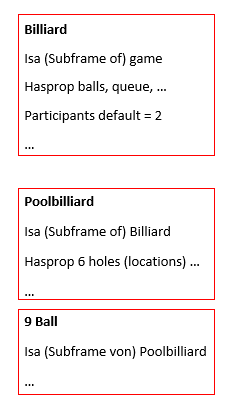 Billiard
Isa (Subframe of) game
Hasprop balls, queue, …
Participants default = 2
…
Poolbilliard
Isa (Subframe of) Billiard
Hasprop 6 holes (locations) …
…
9 Ball
Isa (Subframe von) Poolbilliard
…